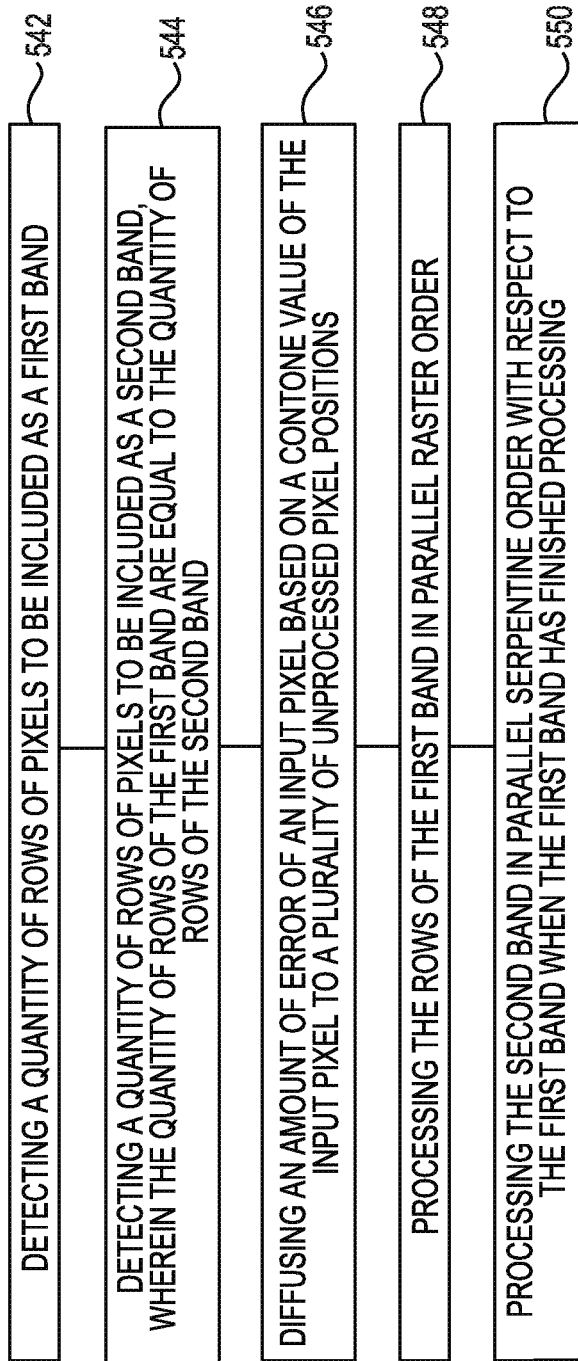 DETECTING A QUANTITY OF ROWS OF PIXELS TO BE INCLUDED AS A FIRST BAND
542
DETECTING A QUANTITY OF ROWS OF PIXELS TO BE INCLUDED AS A SECOND BAND,
WHEREIN THE QUANTITY OF ROWS OF THE FIRST BAND ARE EQUAL TO THE QUANTITY OF
ROWS OF THE SECOND BAND
544
DIFFUSING AN AMOUNT OF ERROR OF AN INPUT PIXEL BASED ON A CONTONE VALUE OF THE
INPUT PIXEL TO A PLURALITY OF UNPROCESSED PIXEL POSITIONS
546
PROCESSING THE ROWS OF THE FIRST BAND IN PARALLEL RASTER ORDER
548
PROCESSING THE SECOND BAND IN PARALLEL SERPENTINE ORDER WITH RESPECT TO
THE FIRST BAND WHEN THE FIRST BAND HAS FINISHED PROCESSING
550